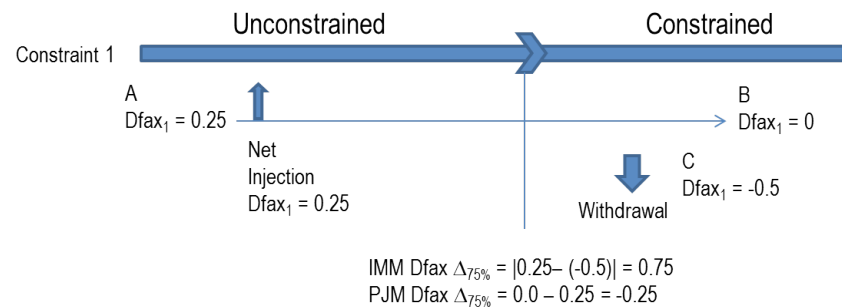 Unconstrained
Constrained
Constraint 1
A
Dfax₁ = 0.25
B
Dfax₁ = 0
Net
Injection
Dfax₁ = 0.25
C
Dfax₁ = -0.5
Withdrawal
IMM Dfax Δ₇₅% = |0.25– (-0.5)| = 0.75
PJM Dfax Δ₇₅% = 0.0 – 0.25 = -0.25